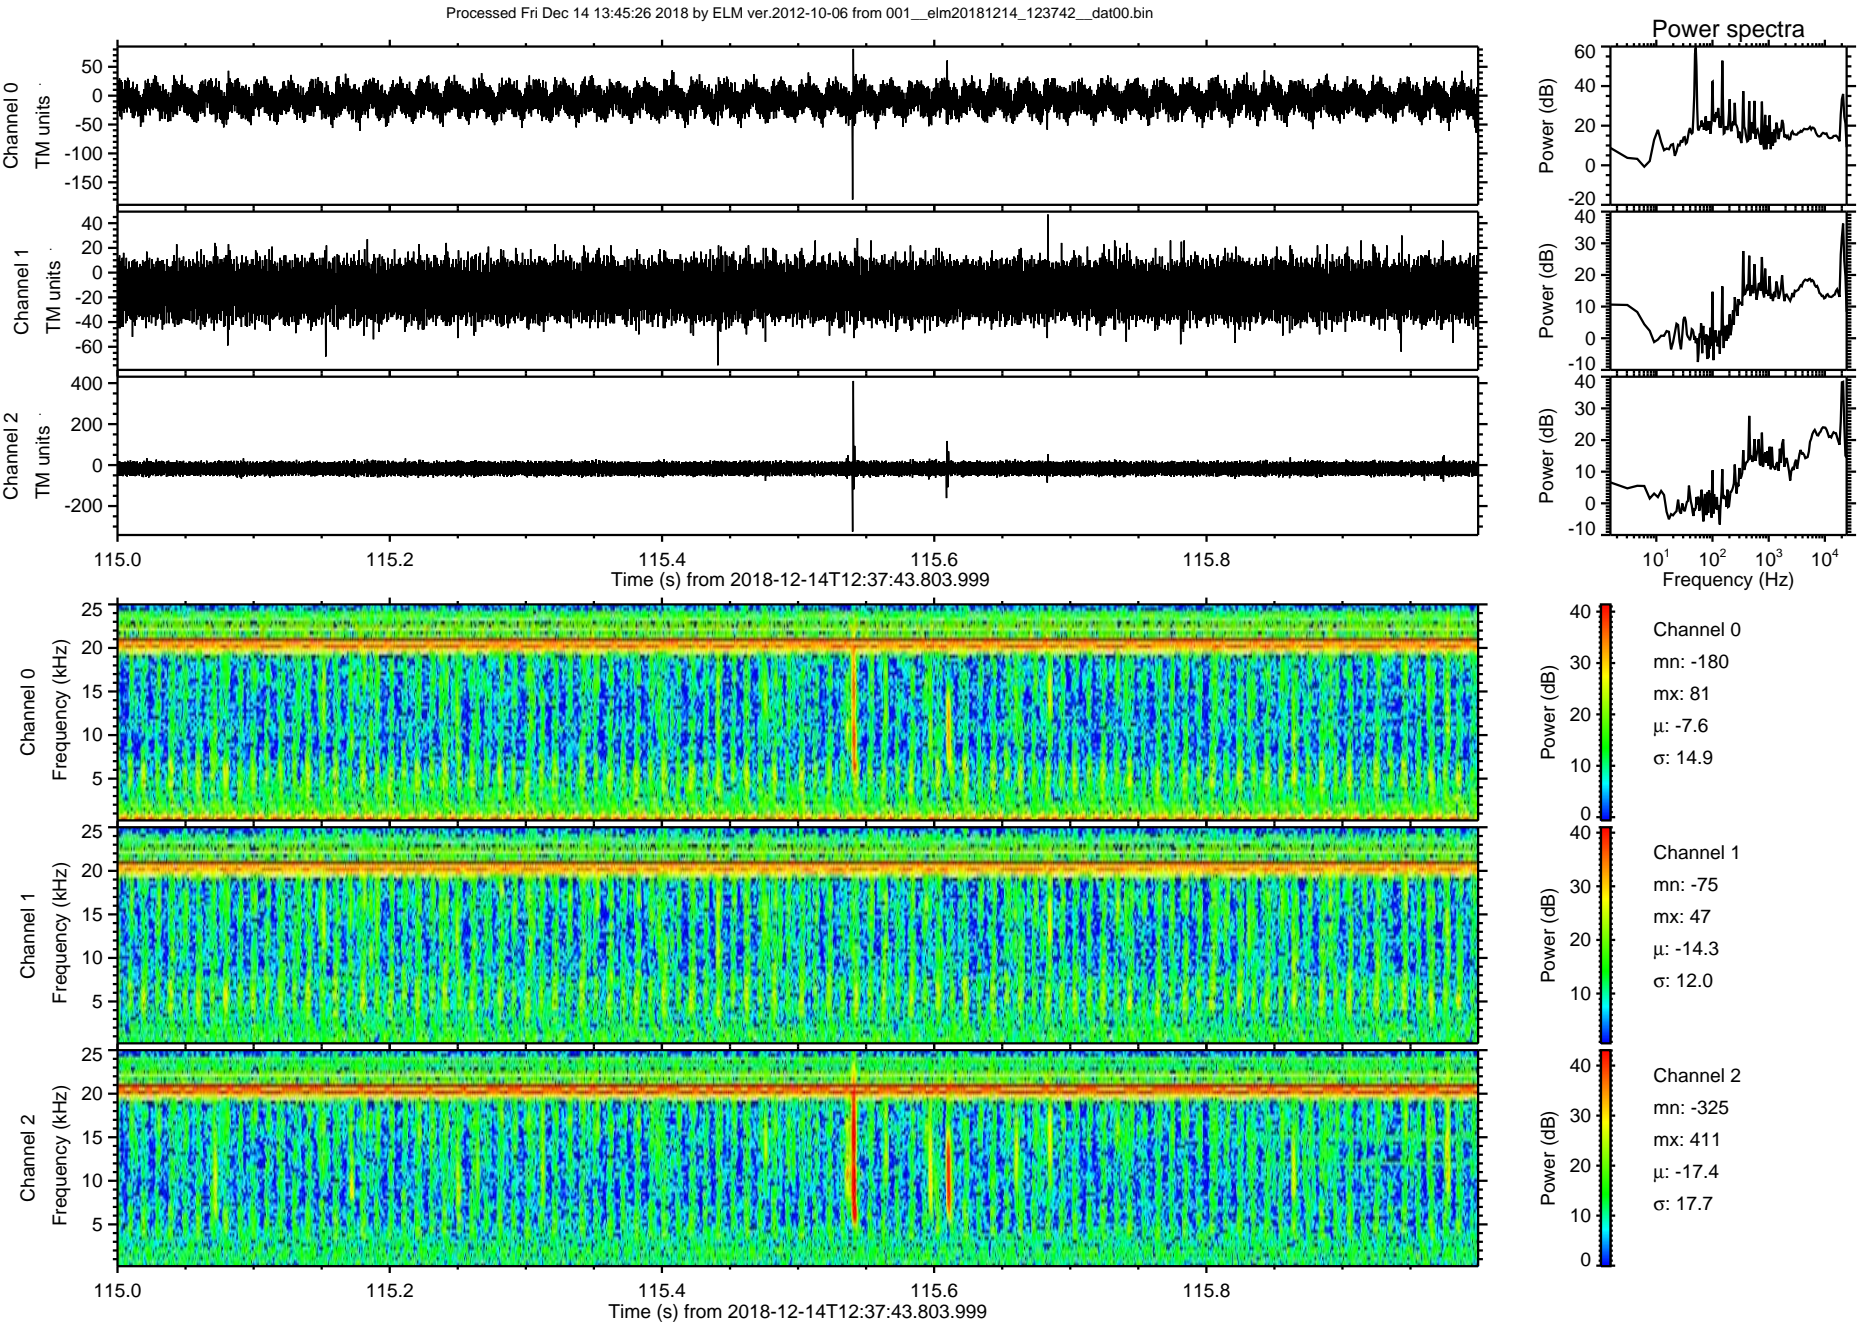 Processed Fri Dec 14 13:45:26 2018 by ELM ver.2012-10-06 from 001__elm20181214_123742__dat00.bin
Power spectra
Channel 0
TM units
50
0
-50
-100
-150
Power (dB)
60
40
20
0
-20
Channel 1
TM units
40
20
0
-20
-40
-60
Power (dB)
40
30
20
10
0
-10
Channel 2
TM units
400
200
0
-200
Power (dB)
40
30
20
10
0
-10
115.0 115.2 115.4 115.6 115.8
Time (s) from 2018-12-14T12:37:43.803.999
10¹ 10² 10³ 10⁴
Frequency (Hz)
Channel 0
Frequency (kHz)
25
20
15
10
5
Power (dB)
40
30
20
10
0
Channel 0
mn: -180
mx: 81
μ: -7.6
σ: 14.9
Channel 1
Frequency (kHz)
25
20
15
10
5
Power (dB)
40
30
20
10
Channel 1
mn: -75
mx: 47
μ: -14.3
σ: 12.0
Channel 2
Frequency (kHz)
25
20
15
10
5
Power (dB)
40
30
20
10
0
Channel 2
mn: -325
mx: 411
μ: -17.4
σ: 17.7
115.0 115.2 115.4 115.6 115.8
Time (s) from 2018-12-14T12:37:43.803.999